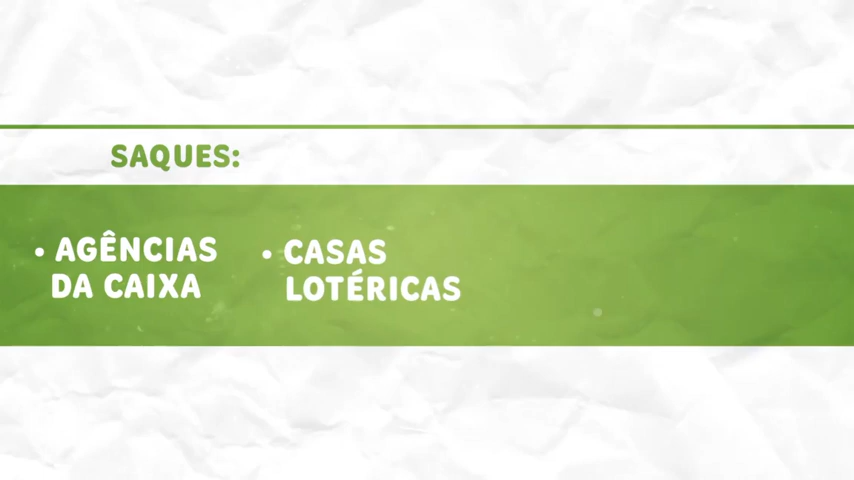 SAQUES:
• AGÊNCIAS
DA CAIXA
• CASAS
LOTÉRICAS